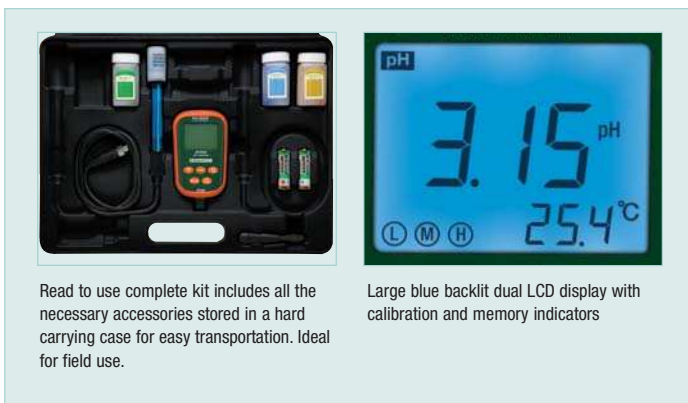 pH
3.15 pH
25.4°C
L M H
Read to use complete kit includes all the
necessary accessories stored in a hard
carrying case for easy transportation. Ideal
for field use.
Large blue backlit dual LCD display with
calibration and memory indicators